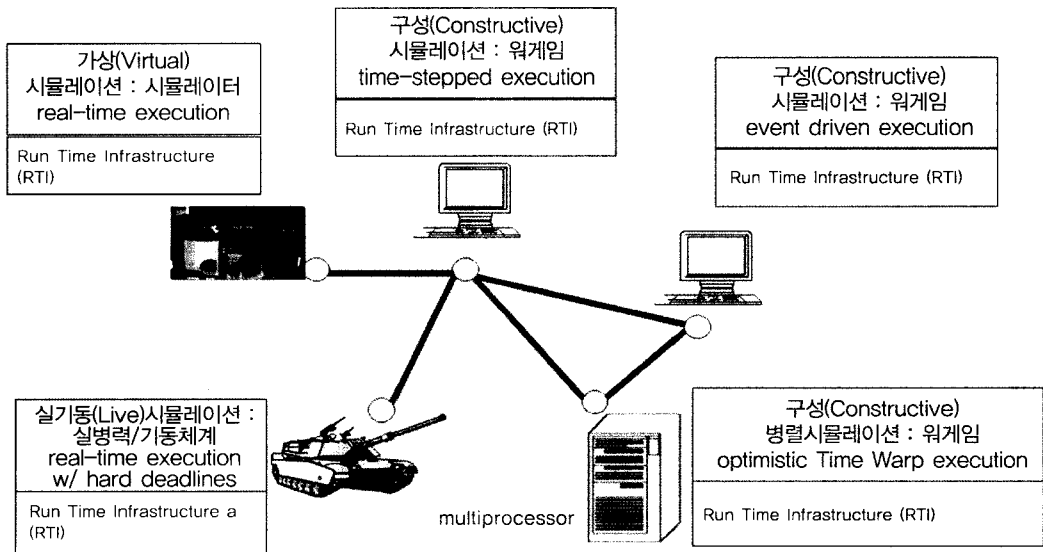 가상(Virtual)
시뮬레이션 : 시뮬레이터
real-time execution
Run Time Infrastructure
(RTI)
구성(Constructive)
시뮬레이션 : 워게임
time-stepped execution
Run Time Infrastructure (RTI)
구성(Constructive)
시뮬레이션 : 워게임
event driven execution
Run Time Infrastructure (RTI)
실기동(Live)시뮬레이션 :
실병력/기동체계
real-time execution
w/ hard deadlines
Run Time Infrastructure a
(RTI)
multiprocessor
구성(Constructive)
병렬시뮬레이션 : 워게임
optimistic Time Warp execution
Run Time Infrastructure (RTI)